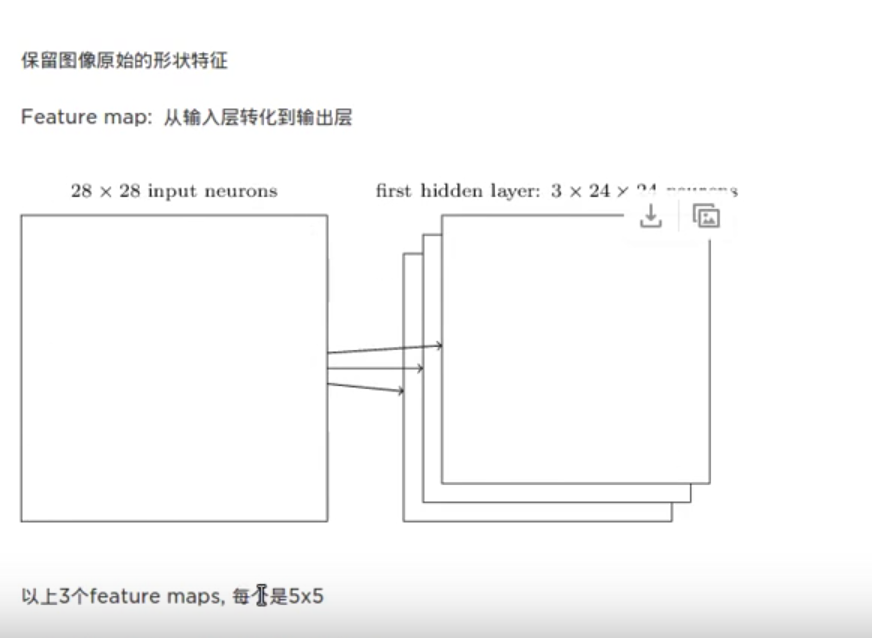 保留图像原始的形状特征
Feature map: 从输入层转化到输出层
28 × 28 input neurons
first hidden layer: 3 × 24 ×
以上3个feature maps, 每个是5x5